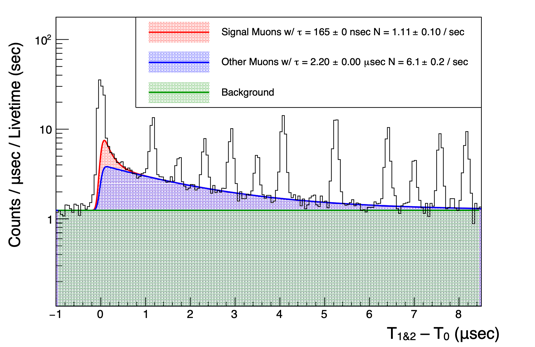 Signal Muons w/ τ = 165 ± 0 nsec N = 1.11 ± 0.10 / sec
Other Muons w/ τ = 2.20 ± 0.00 μsec N = 6.1 ± 0.2 / sec
Background
Counts / μsec / Livetime (sec)
10²
10
1
−1 0 1 2 3 4 5 6 7 8
T1&2 − T0 (μsec)